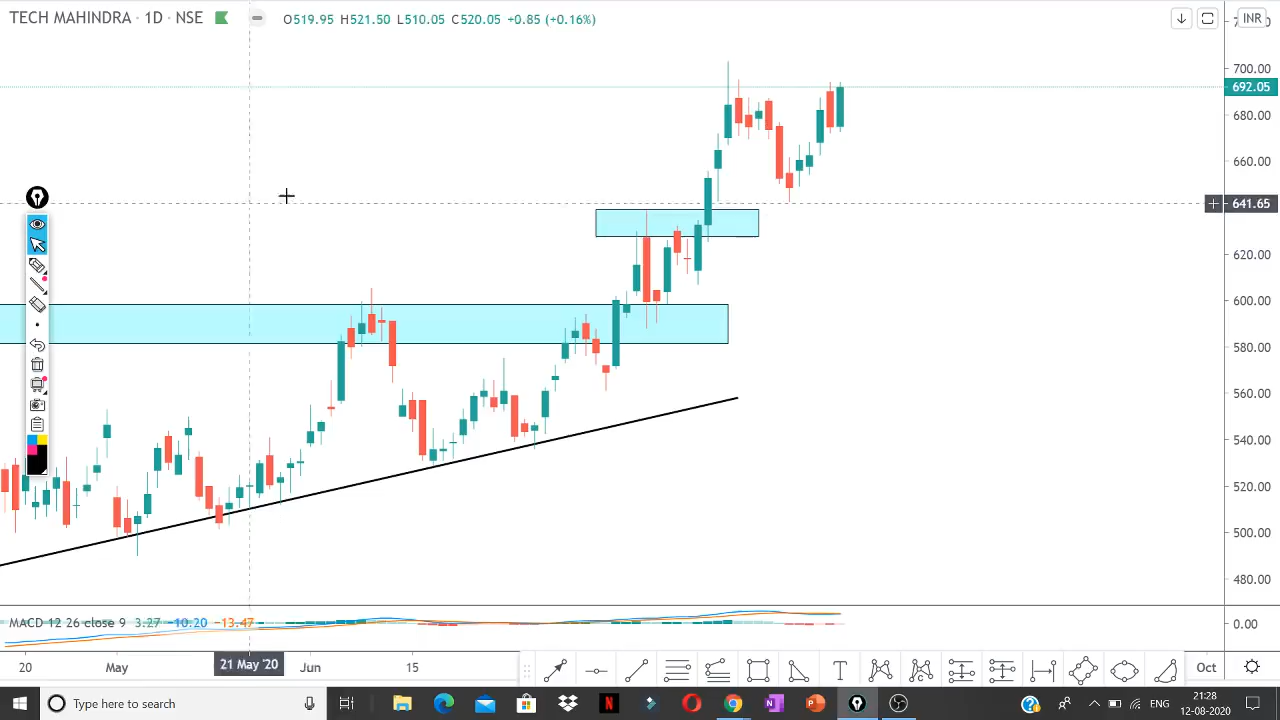 TECH MAHINDRA · 1D · NSE
O519.95 H521.50 L510.05 C520.05 +0.85 (+0.16%)
INR
700.00
692.05
680.00
660.00
641.65
620.00
600.00
580.00
560.00
540.00
520.00
500.00
480.00
MACD 12 26 close 9 3.27 −10.20 −13.47
0.00
20 May 21 May '20 Jun 15 Oct
T
Type here to search
ENG
21:28
12-08-2020